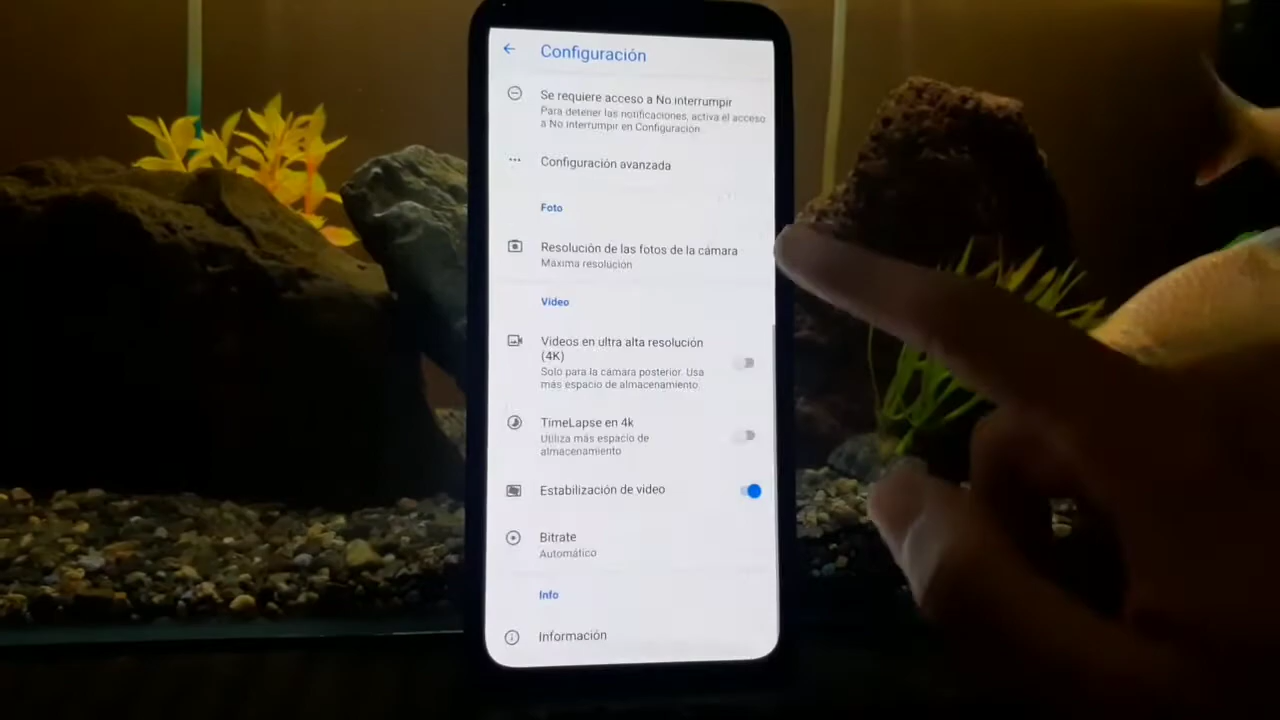 Configuración
Se requiere acceso a No interrumpir
Para detener las notificaciones, activa el acceso
a No interrumpir en Configuración.
Configuración avanzada
Foto
Resolución de las fotos de la cámara
Máxima resolución
Video
Videos en ultra alta resolución
(4K)
Solo para la cámara posterior. Usa
más espacio de almacenamiento.
TimeLapse en 4k
Utiliza más espacio de
almacenamiento
Estabilización de video
Bitrate
Automático
Info
Información